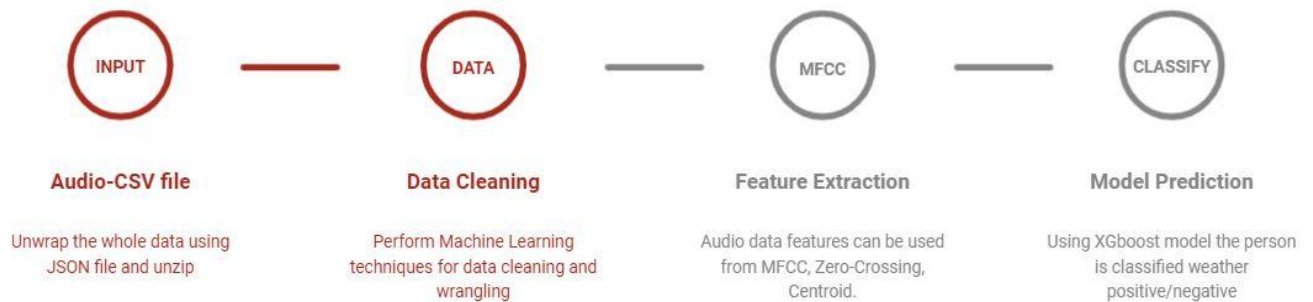 INPUT
DATA
MFCC
CLASSIFY
Audio-CSV file
Data Cleaning
Feature Extraction
Model Prediction
Unwrap the whole data using
JSON file and unzip
Perform Machine Learning
techniques for data cleaning and
wrangling
Audio data features can be used
from MFCC, Zero-Crossing,
Centroid.
Using XGboost model the person
is classified weather
positive/negative